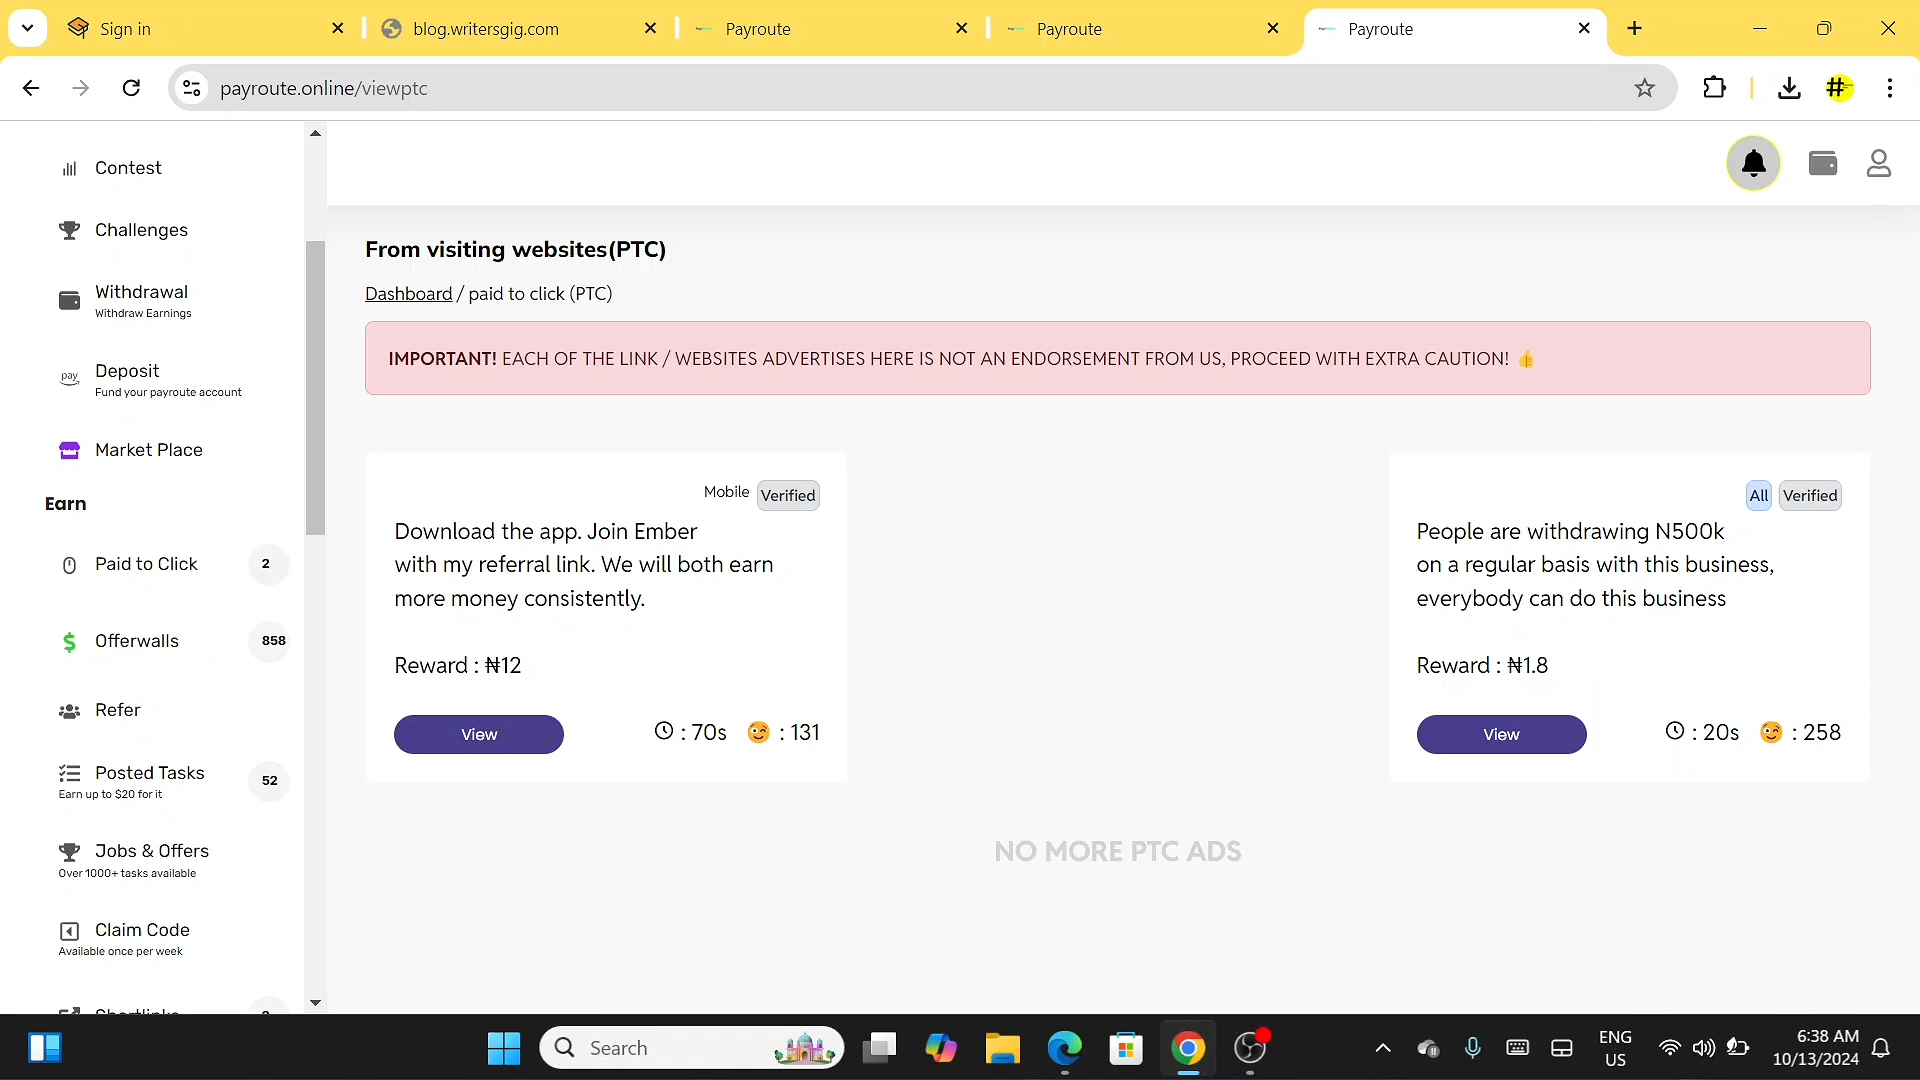 Sign in
blog.writersgig.com
Payroute
Payroute
Payroute
payroute.online/viewptc
Contest
Challenges
Withdrawal
Withdraw Earnings
pay
Deposit
Fund your payroute account
Market Place
Earn
Paid to Click 2
Offerwalls 858
Refer
Posted Tasks 52
Earn up to $20 for it
Jobs & Offers
Over 1000+ tasks available
Claim Code
Available once per week
Shortlinks
From visiting websites(PTC)
Dashboard / paid to click (PTC)
IMPORTANT! EACH OF THE LINK / WEBSITES ADVERTISES HERE IS NOT AN ENDORSEMENT FROM US, PROCEED WITH EXTRA CAUTION! 👍
Mobile Verified
Download the app. Join Ember
with my referral link. We will both earn
more money consistently.
Reward : ₦12
View : 70s 😉 : 131
All Verified
People are withdrawing N500k
on a regular basis with this business,
everybody can do this business
Reward : ₦1.8
View : 20s 😉 : 258
NO MORE PTC ADS
Search
ENG
US
6:38 AM
10/13/2024